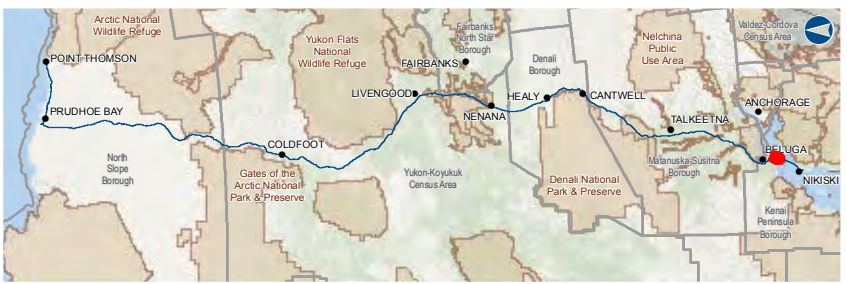 Arctic National
Wildlife Refuge
POINT THOMSON
PRUDHOE BAY
North
Slope
Borough
COLDFOOT
Gates of the
Arctic National
Park & Preserve
Yukon Flats
National
Wildlife Refuge
LIVENGOOD
Fairbanks
North Star
Borough
FAIRBANKS
NENANA
Yukon-Koyukuk
Census Area
Denali
Borough
HEALY
CANTWELL
Denali National
Park & Preserve
Nelchina
Public
Use Area
TALKEETNA
Matanuska-Susitna
Borough
Valdez-Cordova
Census Area
ANCHORAGE
BELUGA
NIKISKI
Kenai
Peninsula
Borough